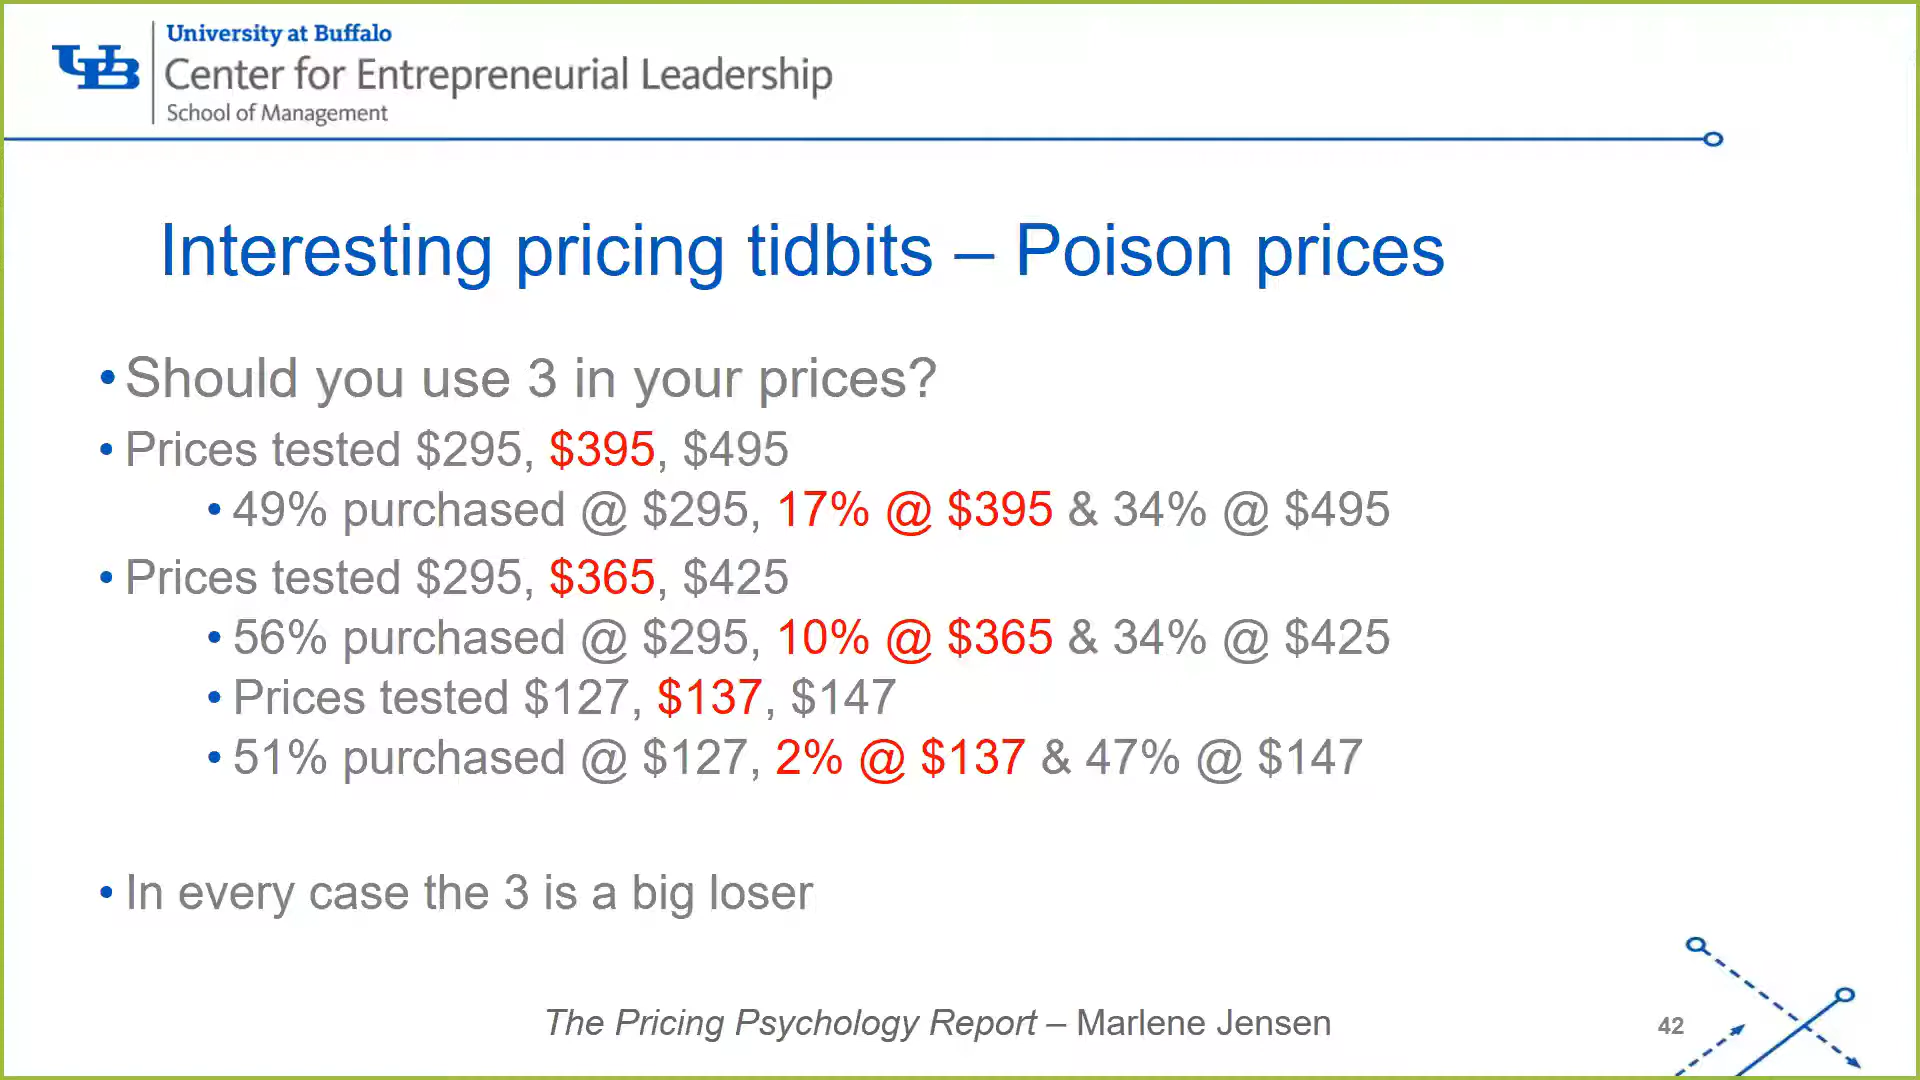 University at Buffalo
UB
Center for Entrepreneurial Leadership
School of Management
Interesting pricing tidbits – Poison prices
• Should you use 3 in your prices?
• Prices tested $295, $395, $495
• 49% purchased @ $295, 17% @ $395 & 34% @ $495
• Prices tested $295, $365, $425
• 56% purchased @ $295, 10% @ $365 & 34% @ $425
• Prices tested $127, $137, $147
• 51% purchased @ $127, 2% @ $137 & 47% @ $147
• In every case the 3 is a big loser
The Pricing Psychology Report – Marlene Jensen
42